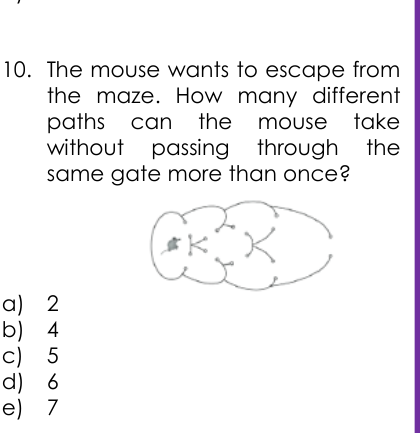 10. The mouse wants to escape from
the maze. How many different
paths can the mouse take
without passing through the
same gate more than once?
a) 2
b) 4
c) 5
d) 6
e) 7